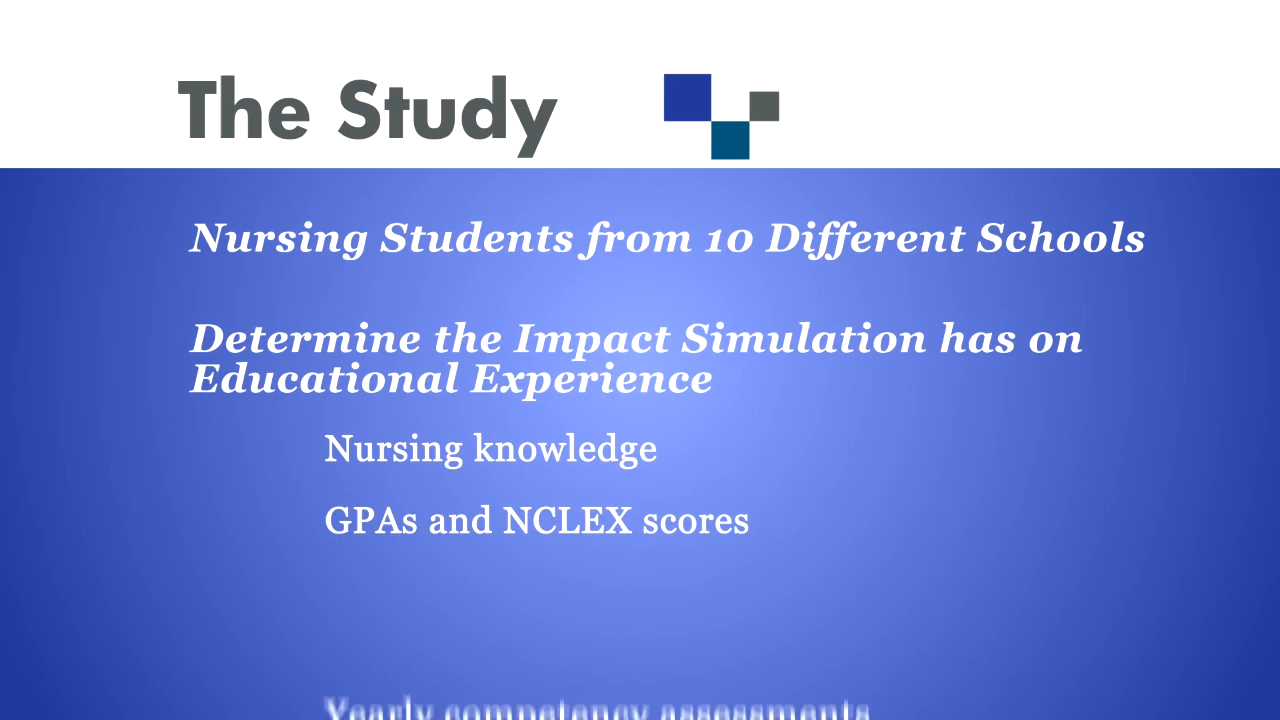 The Study
Nursing Students from 10 Different Schools
Determine the Impact Simulation has on
Educational Experience
Nursing knowledge
GPAs and NCLEX scores
Yearly competency assessments